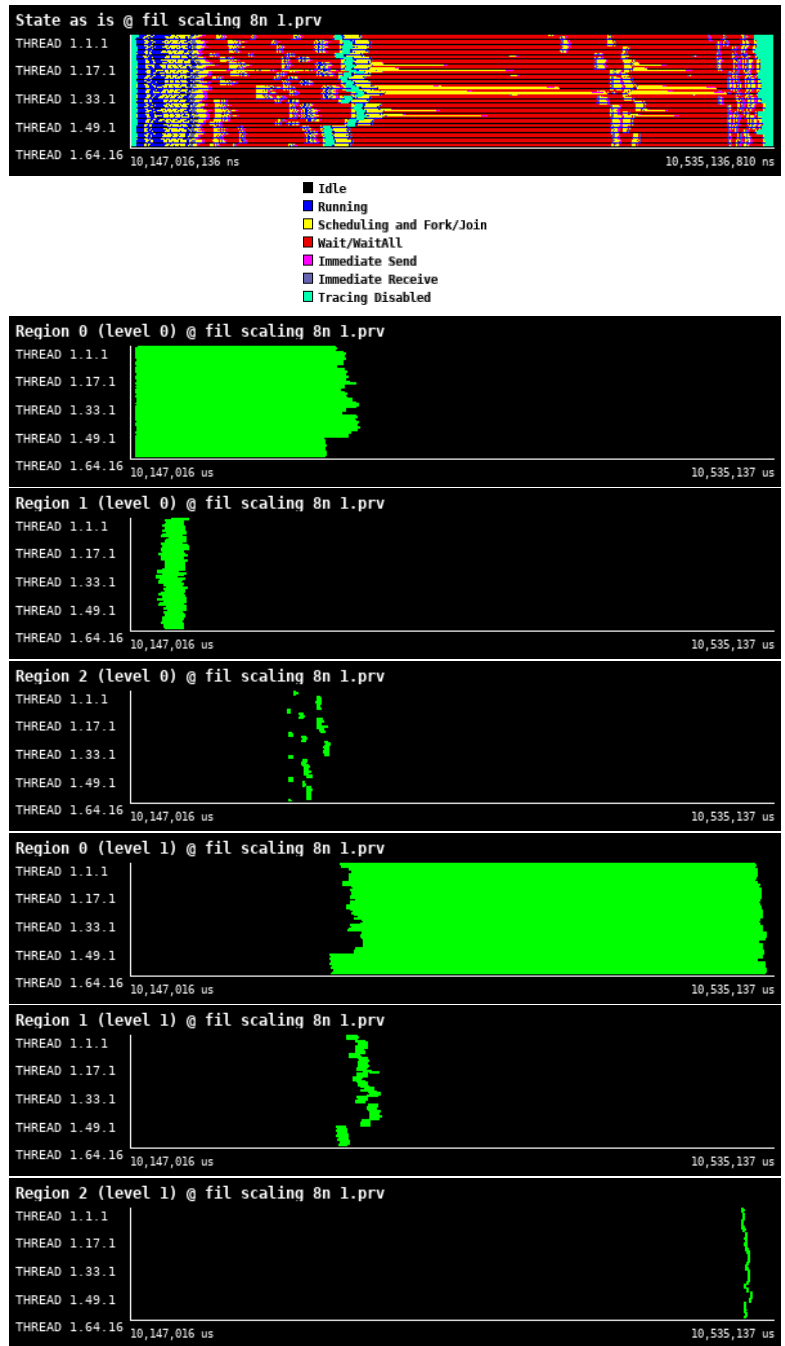 State as is @ fil scaling 8n 1.prv
THREAD 1.1.1
THREAD 1.17.1
THREAD 1.33.1
THREAD 1.49.1
THREAD 1.64.16
10,147,016,136 ns
10,535,136,810 ns
Idle
Running
Scheduling and Fork/Join
Wait/WaitAll
Immediate Send
Immediate Receive
Tracing Disabled
Region 0 (level 0) @ fil scaling 8n 1.prv
THREAD 1.1.1
THREAD 1.17.1
THREAD 1.33.1
THREAD 1.49.1
THREAD 1.64.16
10,147,016 us
10,535,137 us
Region 1 (level 0) @ fil scaling 8n 1.prv
THREAD 1.1.1
THREAD 1.17.1
THREAD 1.33.1
THREAD 1.49.1
THREAD 1.64.16
10,147,016 us
10,535,137 us
Region 2 (level 0) @ fil scaling 8n 1.prv
THREAD 1.1.1
THREAD 1.17.1
THREAD 1.33.1
THREAD 1.49.1
THREAD 1.64.16
10,147,016 us
10,535,137 us
Region 0 (level 1) @ fil scaling 8n 1.prv
THREAD 1.1.1
THREAD 1.17.1
THREAD 1.33.1
THREAD 1.49.1
THREAD 1.64.16
10,147,016 us
10,535,137 us
Region 1 (level 1) @ fil scaling 8n 1.prv
THREAD 1.1.1
THREAD 1.17.1
THREAD 1.33.1
THREAD 1.49.1
THREAD 1.64.16
10,147,016 us
10,535,137 us
Region 2 (level 1) @ fil scaling 8n 1.prv
THREAD 1.1.1
THREAD 1.17.1
THREAD 1.33.1
THREAD 1.49.1
THREAD 1.64.16
10,147,016 us
10,535,137 us